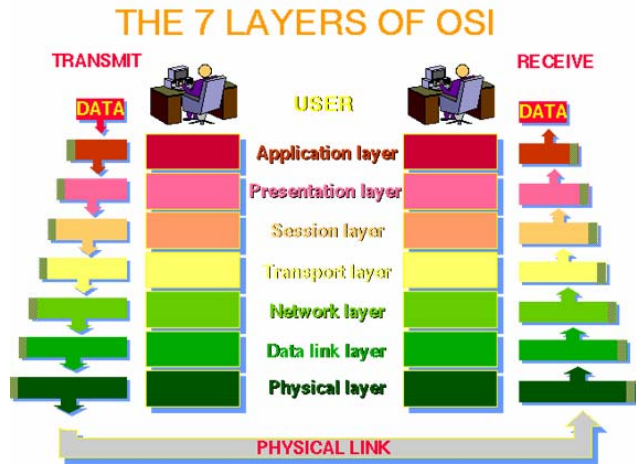 THE 7 LAYERS OF OSI
TRANSMIT
RECEIVE
DATA
USER
DATA
Application layer
Presentation layer
Session layer
Transport layer
Network layer
Data link layer
Physical layer
PHYSICAL LINK